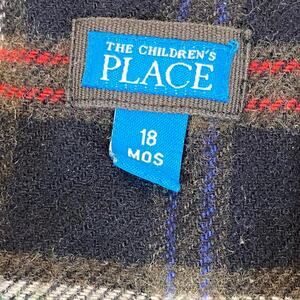 THE CHILDREN'S
PLACE
18
MOS